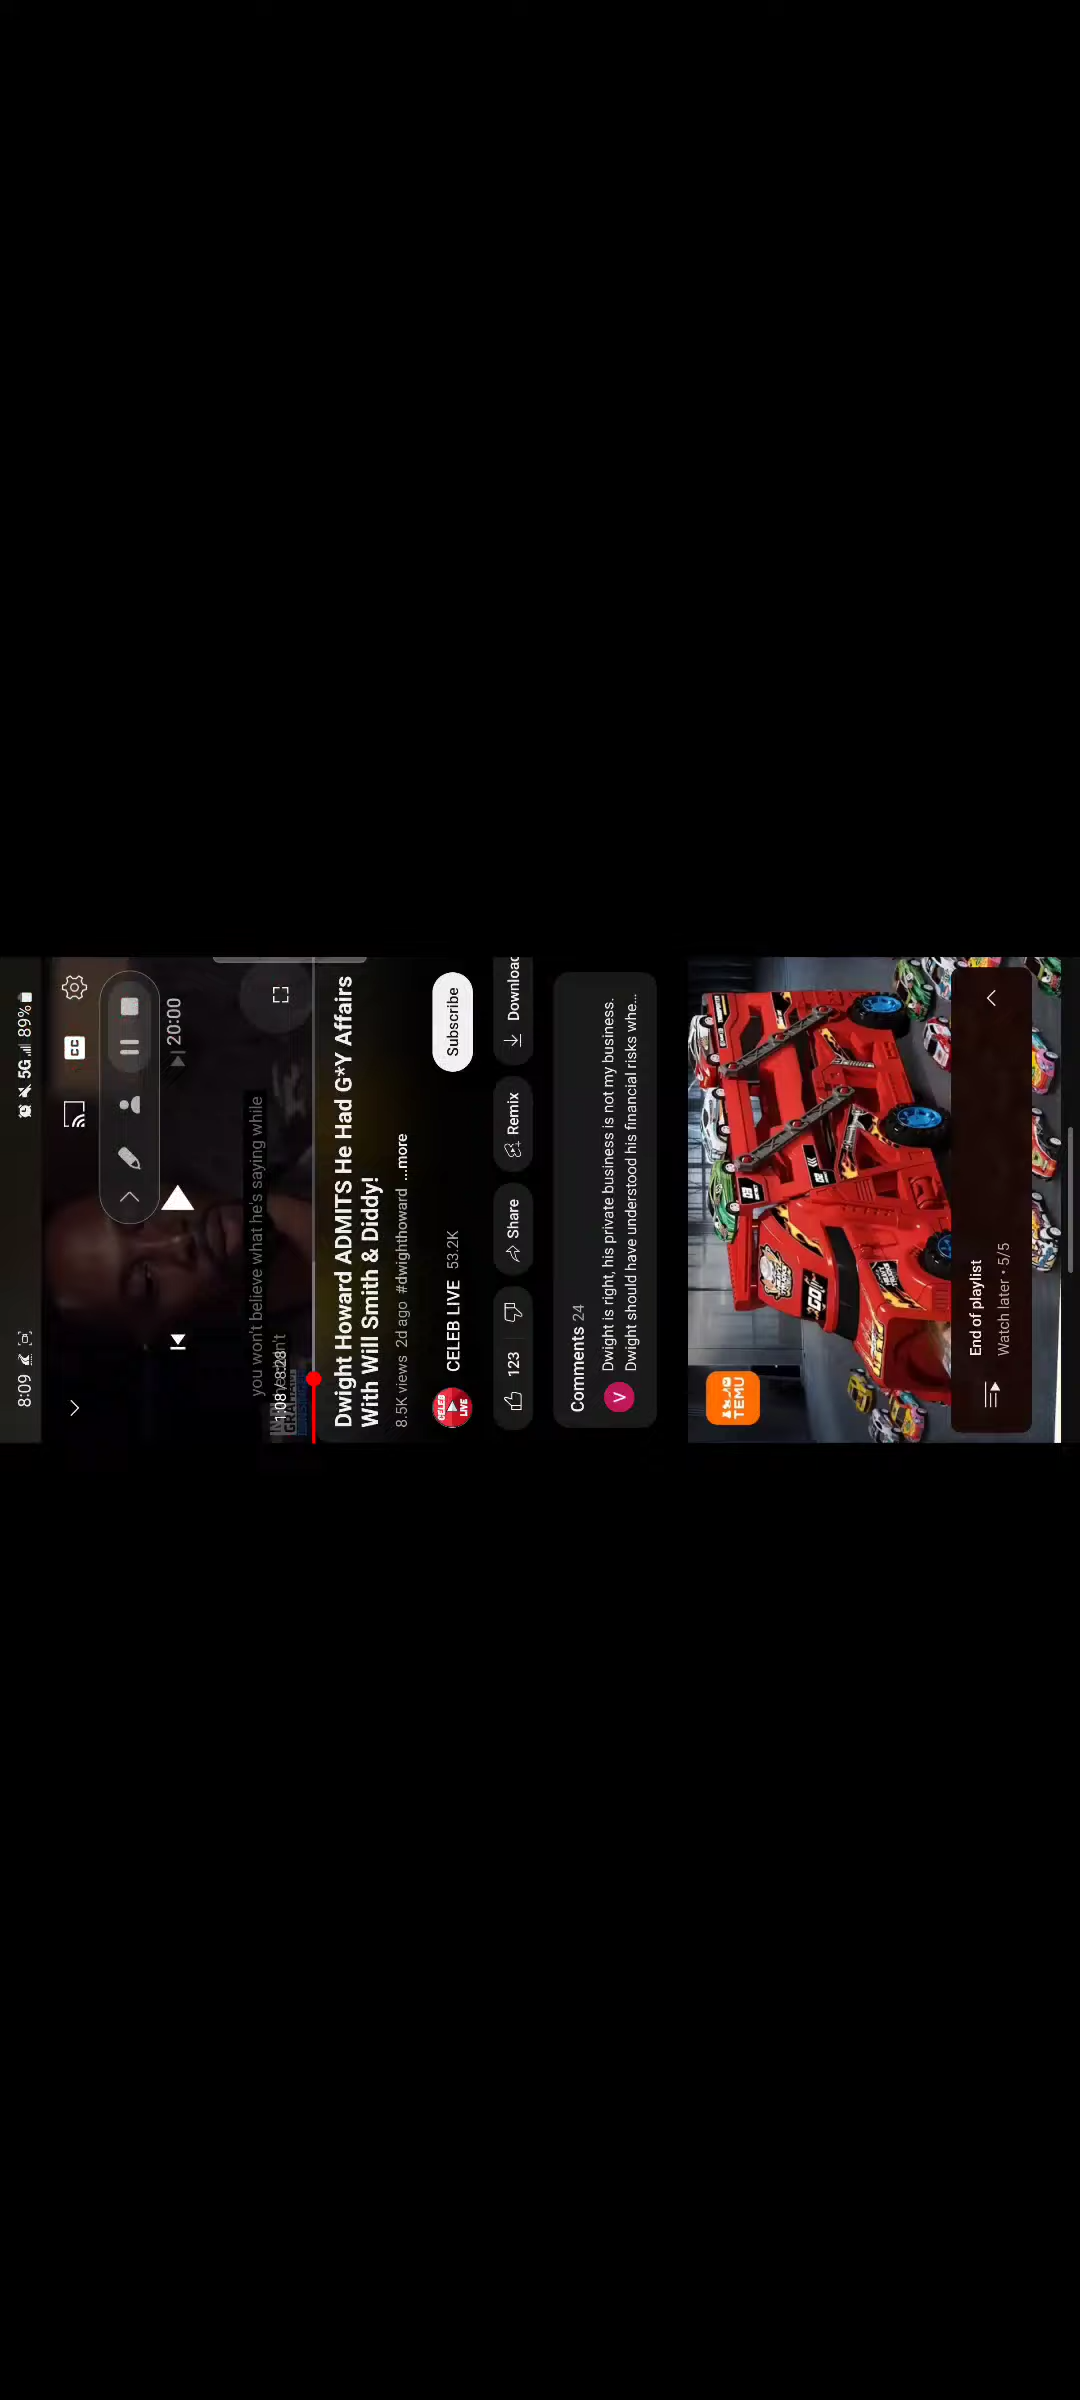 8:09
5G 89%
CC
20:00
you won't believe what he's saying while
1:08 / 8:28
Dwight Howard ADMITS He Had G*Y Affairs
With Will Smith & Diddy!
8.5K views 2d ago #dwighthoward ...more
CELEB LIVE
CELEB LIVE 53.2K
Subscribe
123
Share
Remix
Download
Comments 24
V
Dwight is right, his private business is not my business.
Dwight should have understood his financial risks whe...
TEMU
End of playlist
Watch later • 5/5